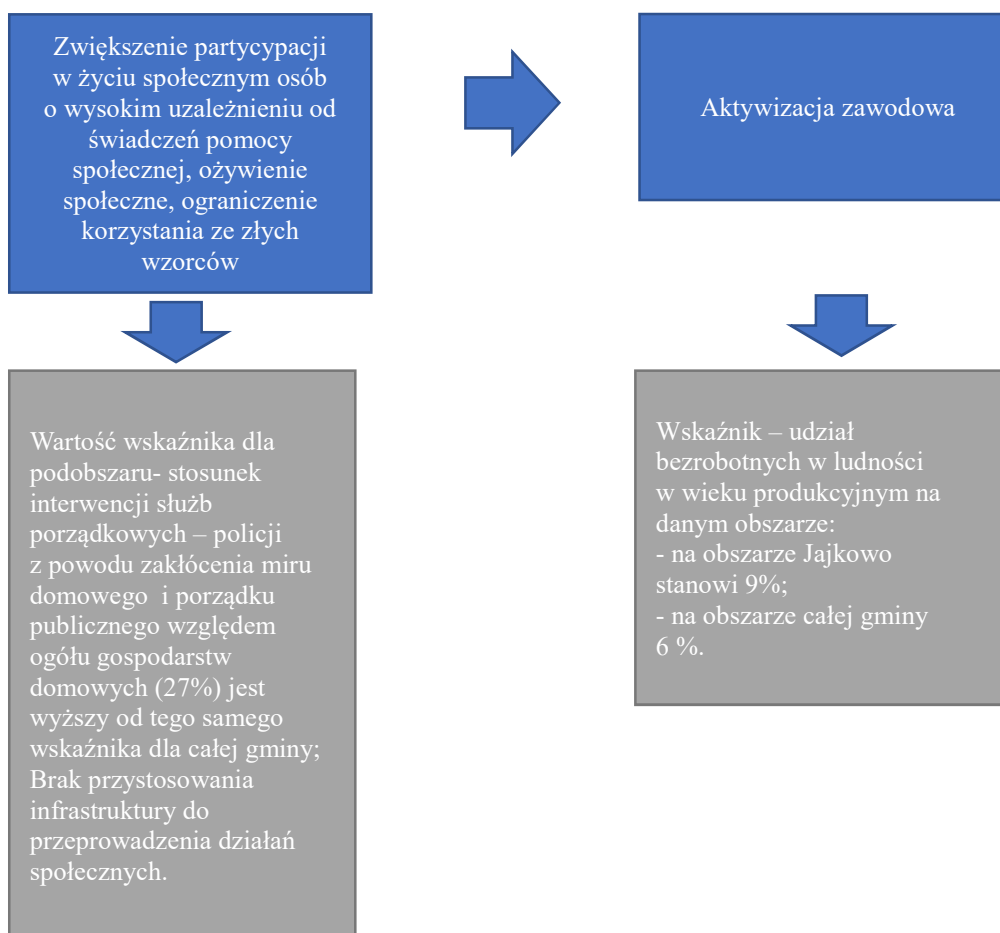 Zwiększenie partycypacji
w życiu społecznym osób
o wysokim uzależnieniu od
świadczeń pomocy
społecznej, ożywienie
społeczne, ograniczenie
korzystania ze złych
wzorców
Aktywizacja zawodowa
Wartość wskaźnika dla
podobszaru- stosunek
interwencji służb
porządkowych – policji
z powodu zakłócenia miru
domowego i porządku
publicznego względem
ogółu gospodarstw
domowych (27%) jest
wyższy od tego samego
wskaźnika dla całej gminy;
Brak przystosowania
infrastruktury do
przeprowadzenia działań
społecznych.
Wskaźnik – udział
bezrobotnych w ludności
w wieku produkcyjnym na
danym obszarze:
- na obszarze Jajkowo
stanowi 9%;
- na obszarze całej gminy
6 %.